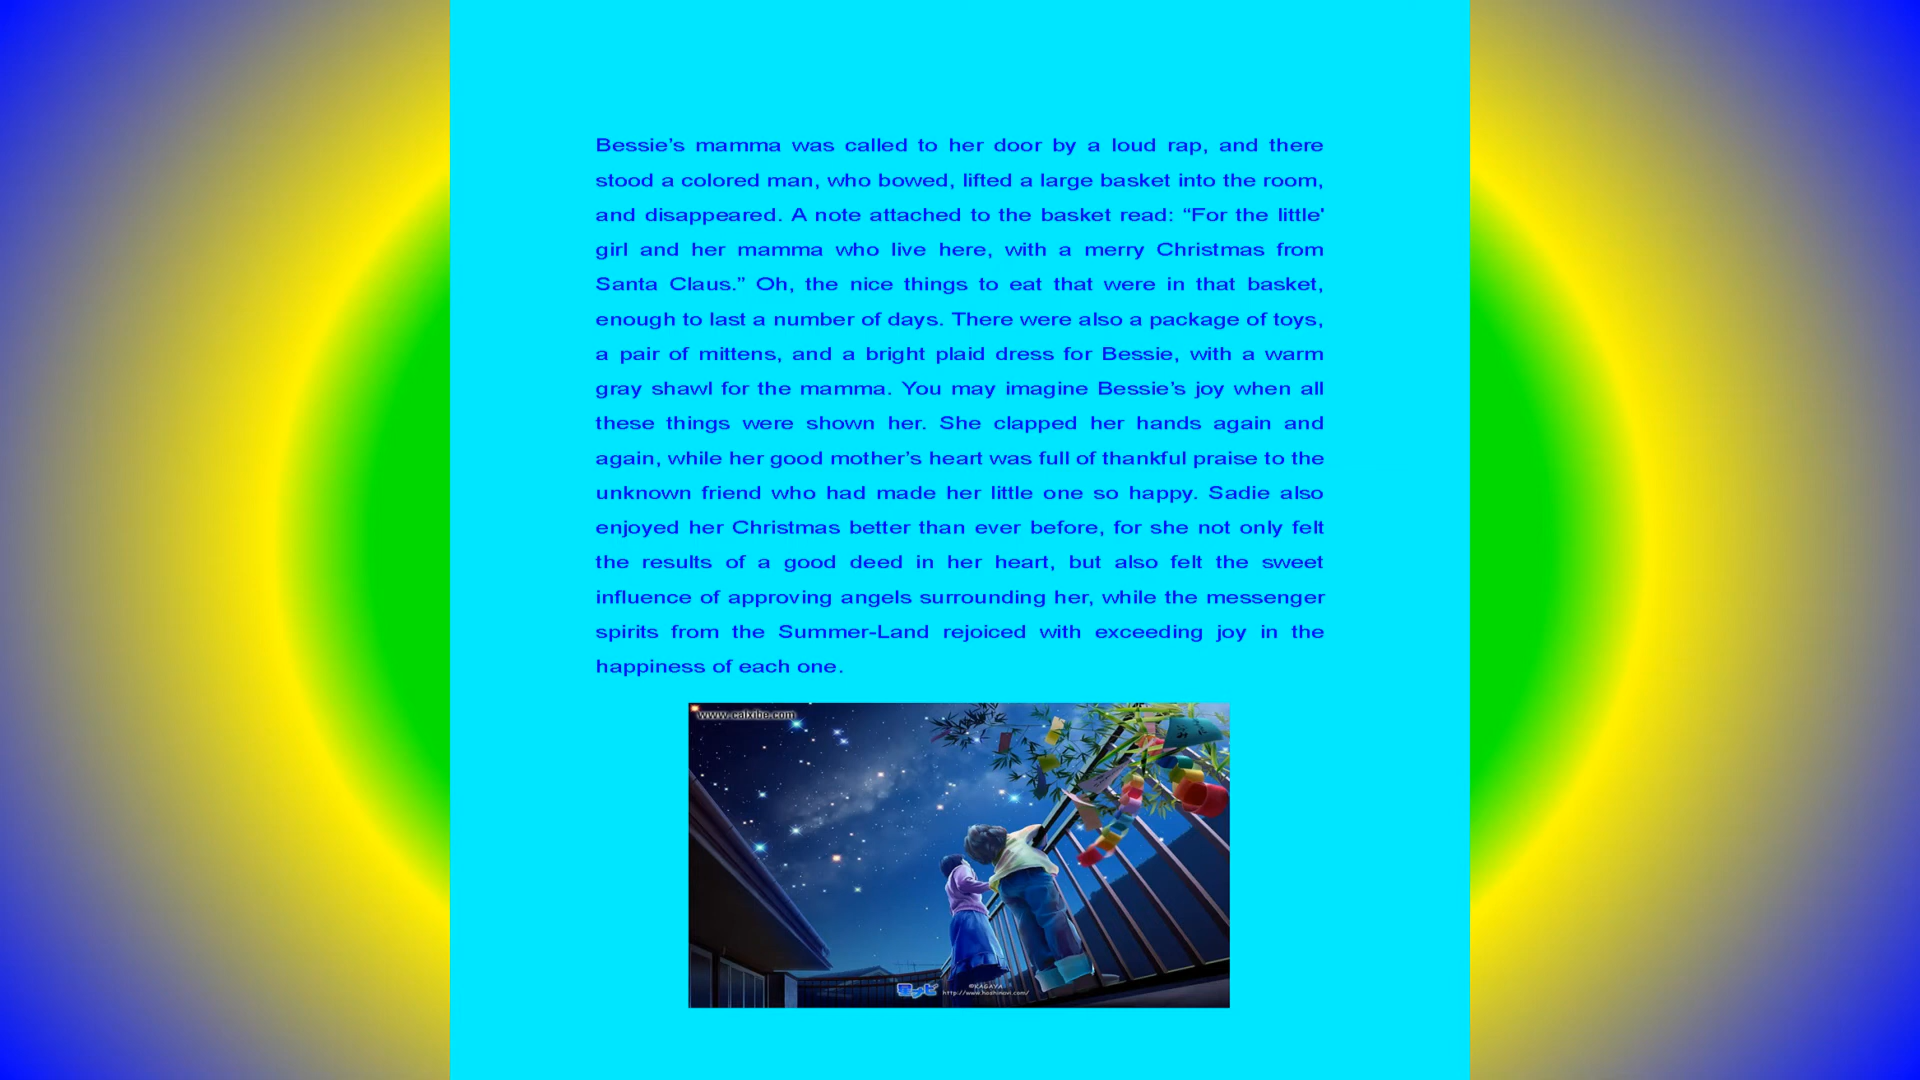 Bessie’s mamma was called to her door by a loud rap, and there
stood a colored man, who bowed, lifted a large basket into the room,
and disappeared. A note attached to the basket read: “For the little'
girl and her mamma who live here, with a merry Christmas from
Santa Claus.” Oh, the nice things to eat that were in that basket,
enough to last a number of days. There were also a package of toys,
a pair of mittens, and a bright plaid dress for Bessie, with a warm
gray shawl for the mamma. You may imagine Bessie’s joy when all
these things were shown her. She clapped her hands again and
again, while her good mother’s heart was full of thankful praise to the
unknown friend who had made her little one so happy. Sadie also
enjoyed her Christmas better than ever before, for she not only felt
the results of a good deed in her heart, but also felt the sweet
influence of approving angels surrounding her, while the messenger
spirits from the Summer-Land rejoiced with exceeding joy in the
happiness of each one.
www.calxibe.com
星ナビ
©KAGAYA
http://www.hoshinavi.com/